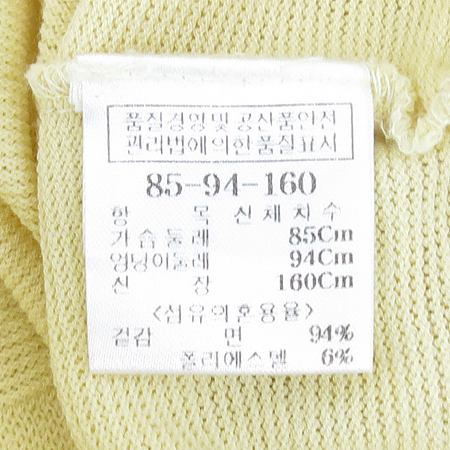 품질경영및 공산품안전
관리법에의한품질표시
85-94-160
항 목 신체치수
가슴둘레 85Cm
엉덩이둘레 94Cm
신 장 160Cm
<섬유의혼용율>
겉감 면 94%
폴리에스텔 6%